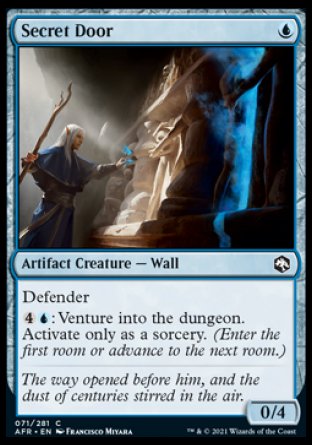 Secret Door
Artifact Creature — Wall
Defender
4 : Venture into the dungeon.
Activate only as a sorcery. (Enter the
first room or advance to the next room.)
The way opened before him, and the
dust of centuries stirred in the air.
0/4
071/281 C
AFR • EN Francisco Miyara
™ & © 2021 Wizards of the Coast